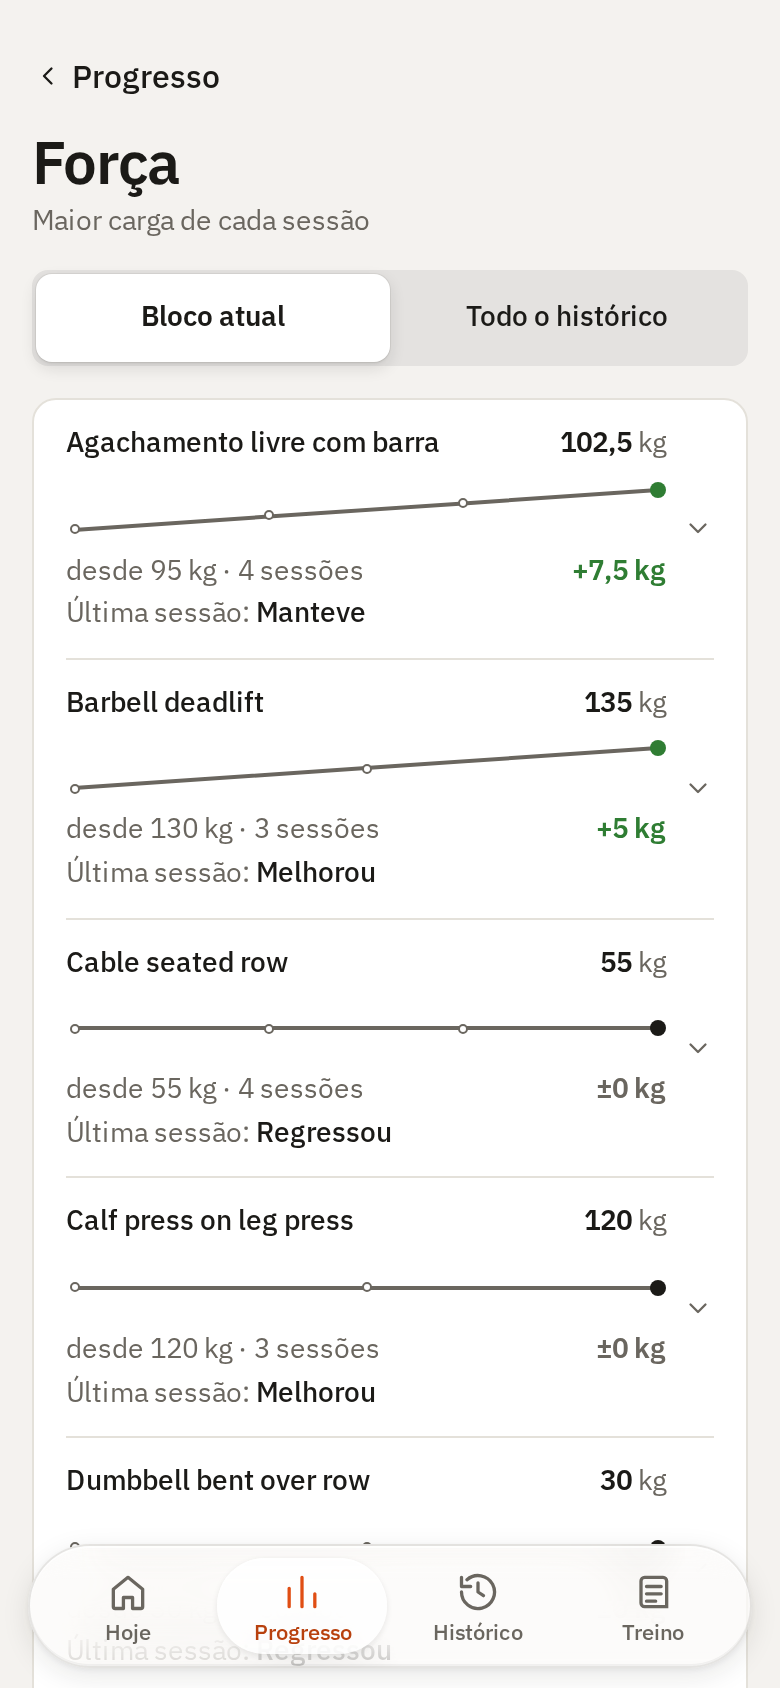 Progresso
Força
Maior carga de cada sessão
Bloco atual
Todo o histórico
Agachamento livre com barra 102,5 kg
desde 95 kg · 4 sessões +7,5 kg
Última sessão: Manteve
Barbell deadlift 135 kg
desde 130 kg · 3 sessões +5 kg
Última sessão: Melhorou
Cable seated row 55 kg
desde 55 kg · 4 sessões ±0 kg
Última sessão: Regressou
Calf press on leg press 120 kg
desde 120 kg · 3 sessões ±0 kg
Última sessão: Melhorou
Dumbbell bent over row 30 kg
Última sessão: Regressou
Hoje
Progresso
Histórico
Treino